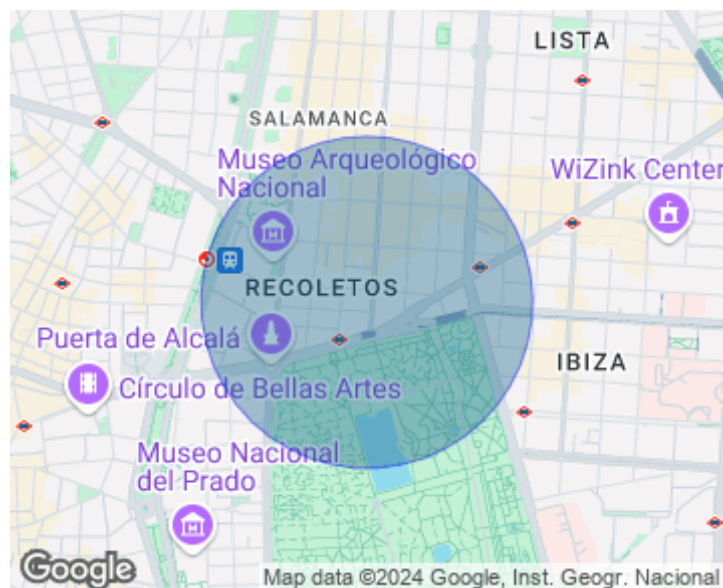 LISTA
SALAMANCA
Museo Arqueológico
Nacional
WiZink Center
RECOLETOS
Puerta de Alcalá
IBIZA
Círculo de Bellas Artes
Museo Nacional
del Prado
Google
Map data ©2024 Google, Inst. Geogr. Nacional